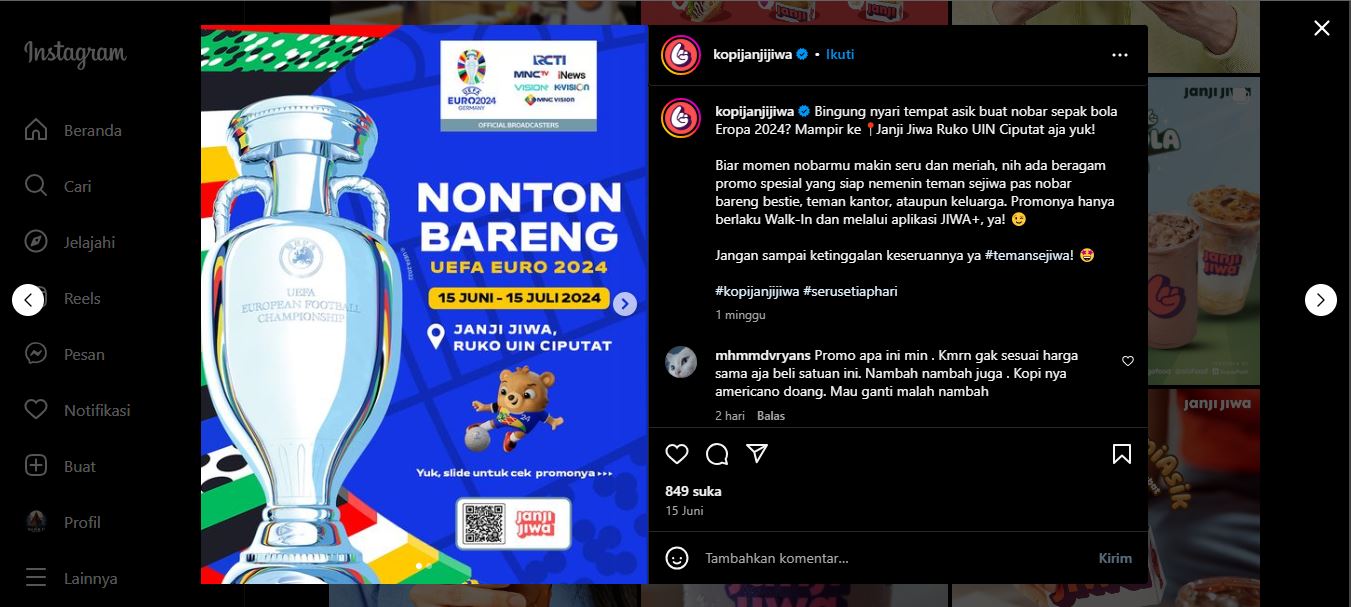 Instagram
Beranda
Cari
Jelajahi
Reels
Pesan
Notifikasi
Buat
Profil
Lainnya
UEFA
EURO2024
GERMANY
RCTI
MNCTV iNews
VISION+ K-VISION
MNC VISION
OFFICIAL BROADCASTERS
UEFA
EUROPEAN FOOTBALL
CHAMPIONSHIP
© UEFA 2022
NONTON
BARENG
UEFA EURO 2024
15 JUNI - 15 JULI 2024
JANJI JIWA,
RUKO UIN CIPUTAT
24
Yuk, slide untuk cek promonya
janji
jiwa
kopijanjijiwa • Ikuti
kopijanjijiwa Bingung nyari tempat asik buat nobar sepak bola
Eropa 2024? Mampir ke 📍Janji Jiwa Ruko UIN Ciputat aja yuk!
Biar momen nobarmu makin seru dan meriah, nih ada beragam
promo spesial yang siap nemenin teman sejiwa pas nobar
bareng bestie, teman kantor, ataupun keluarga. Promonya hanya
berlaku Walk-In dan melalui aplikasi JIWA+, ya! 😉
Jangan sampai ketinggalan keseruannya ya #temansejiwa! 🤩
#kopijanjijiwa #serusetiaphari
1 minggu
mhmmdvryans Promo apa ini min . Kmrn gak sesuai harga
sama aja beli satuan ini. Nambah nambah juga . Kopi nya
americano doang. Mau ganti malah nambah
2 hari Balas
849 suka
15 Juni
Tambahkan komentar...
Kirim
janji jiwa
janji
jiwa
janji jiwa